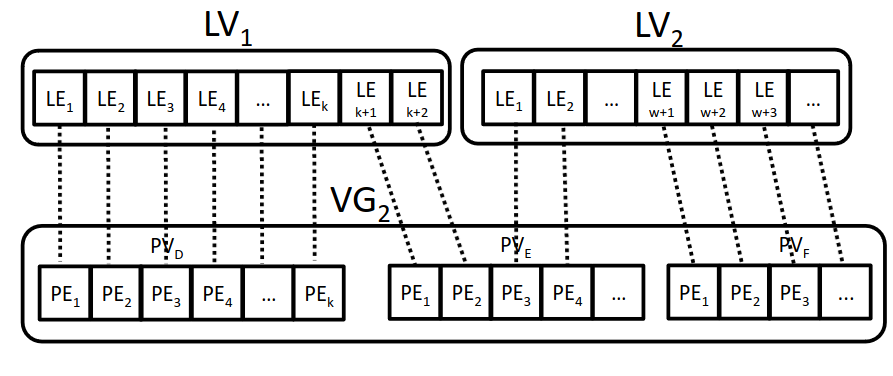 LV1 LV2
LE1 LE2 LE3 LE4 ... LEk LE k+1 LE k+2 LE1 LE2 ... LE w+1 LE w+2 LE w+3 ...
VG2
PVD PVE PVF
PE1 PE2 PE3 PE4 ... PEk PE1 PE2 PE3 PE4 ... PE1 PE2 PE3 ...